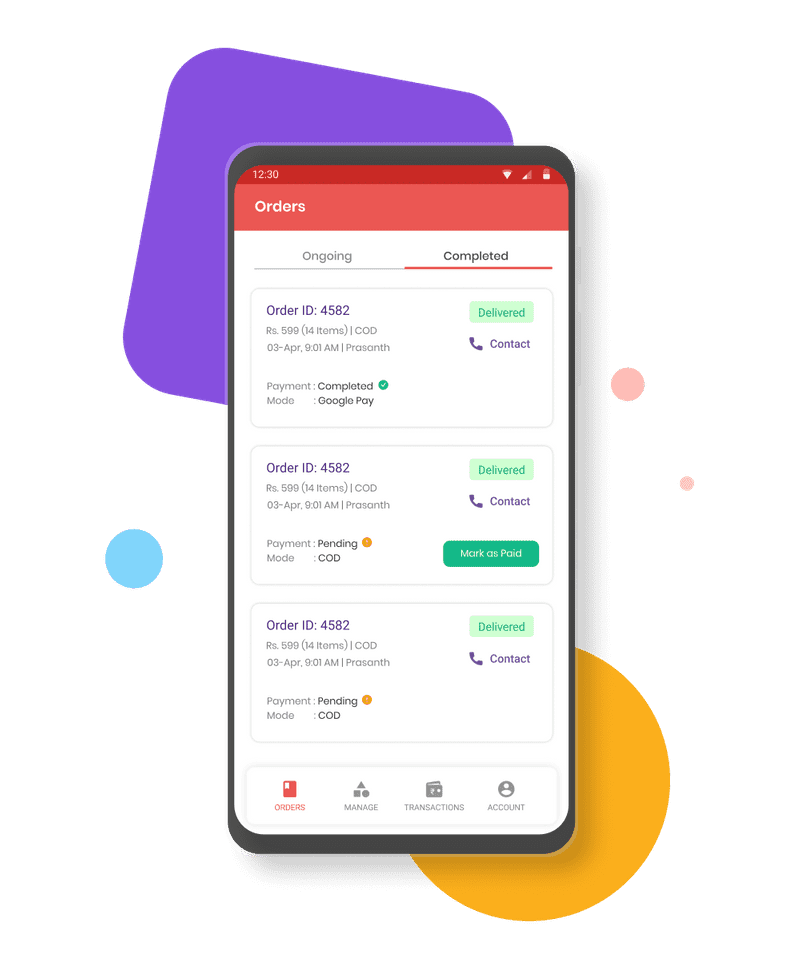 12:30
Orders
Ongoing Completed
Order ID: 4582 Delivered
Rs. 599 (14 Items) | COD
03-Apr, 9:01 AM | Prasanth Contact
Payment : Completed
Mode : Google Pay
Order ID: 4582 Delivered
Rs. 599 (14 Items) | COD
03-Apr, 9:01 AM | Prasanth Contact
Payment : Pending
Mode : COD Mark as Paid
Order ID: 4582 Delivered
Rs. 599 (14 Items) | COD
03-Apr, 9:01 AM | Prasanth Contact
Payment : Pending
Mode : COD
ORDERS MANAGE TRANSACTIONS ACCOUNT